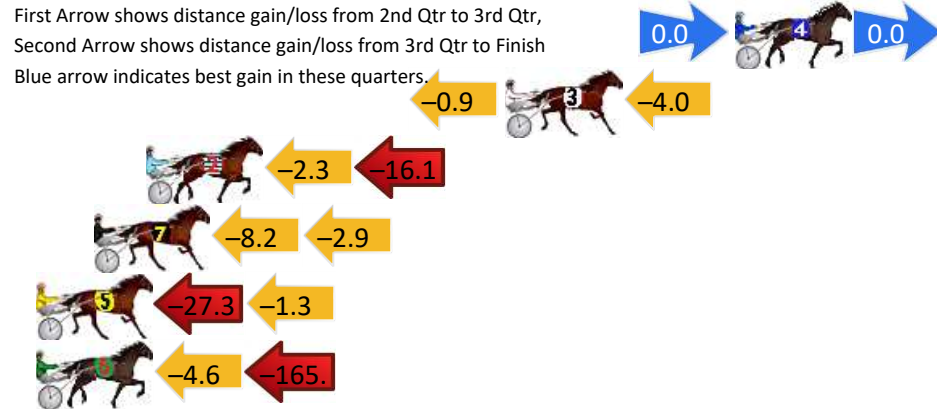 First Arrow shows distance gain/loss from 2nd Qtr to 3rd Qtr,
Second Arrow shows distance gain/loss from 3rd Qtr to Finish
Blue arrow indicates best gain in these quarters.
0.0 4 0.0
–0.9 3 –4.0
2 –2.3 –16.1
7 –8.2 –2.9
5 –27.3 –1.3
–4.6 –165.